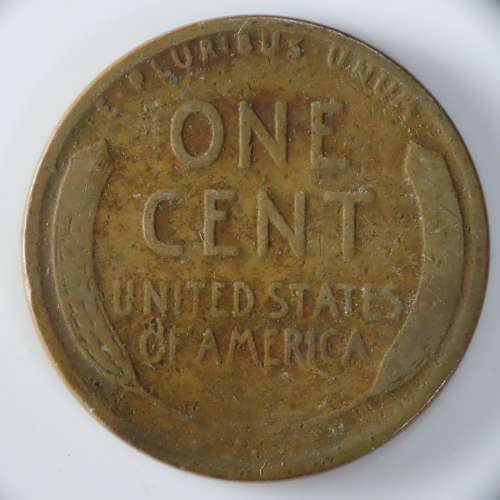 E PLURIBUS UNUM
ONE
CENT
UNITED STATES
OF AMERICA